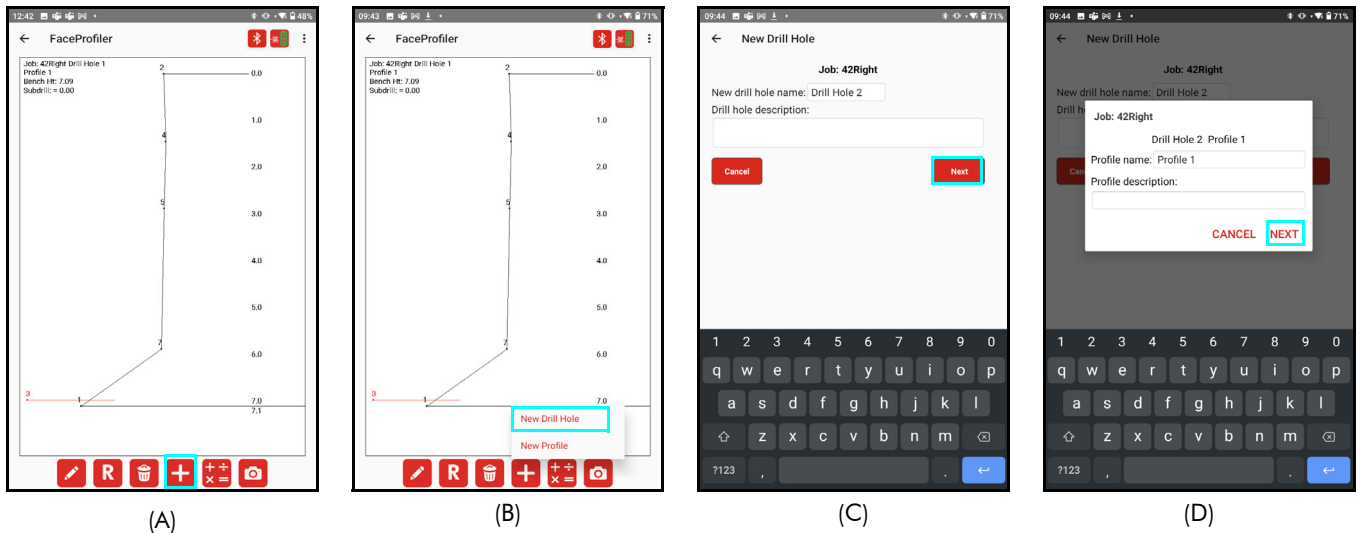 12:42 48%
FaceProfiler
Job: 42Right Drill Hole 1
Profile 1
Bench Ht: 7.09
Subdrill: = 0.00
2
0.0
1.0
4
2.0
5
3.0
4.0
5.0
7
6.0
3
1
7.0
7.1
R
(A)
09:43 71%
FaceProfiler
Job: 42Right Drill Hole 1
Profile 1
Bench Ht: 7.09
Subdrill: = 0.00
2
0.0
1.0
4
2.0
5
3.0
4.0
5.0
7
6.0
3
1
7.0
New Drill Hole
New Profile
R
(B)
09:44 71%
New Drill Hole
Job: 42Right
New drill hole name: Drill Hole 2
Drill hole description:
Cancel Next
1 2 3 4 5 6 7 8 9 0
q w e r t y u i o p
a s d f g h j k l
z x c v b n m
?123 , .
(C)
09:44 71%
New Drill Hole
Job: 42Right
New drill hole name: Drill Hole 2
Drill h
Job: 42Right
Drill Hole 2 Profile 1
Profile name: Profile 1
Can
Profile description:
CANCEL NEXT
1 2 3 4 5 6 7 8 9 0
q w e r t y u i o p
a s d f g h j k l
z x c v b n m
?123 , .
(D)